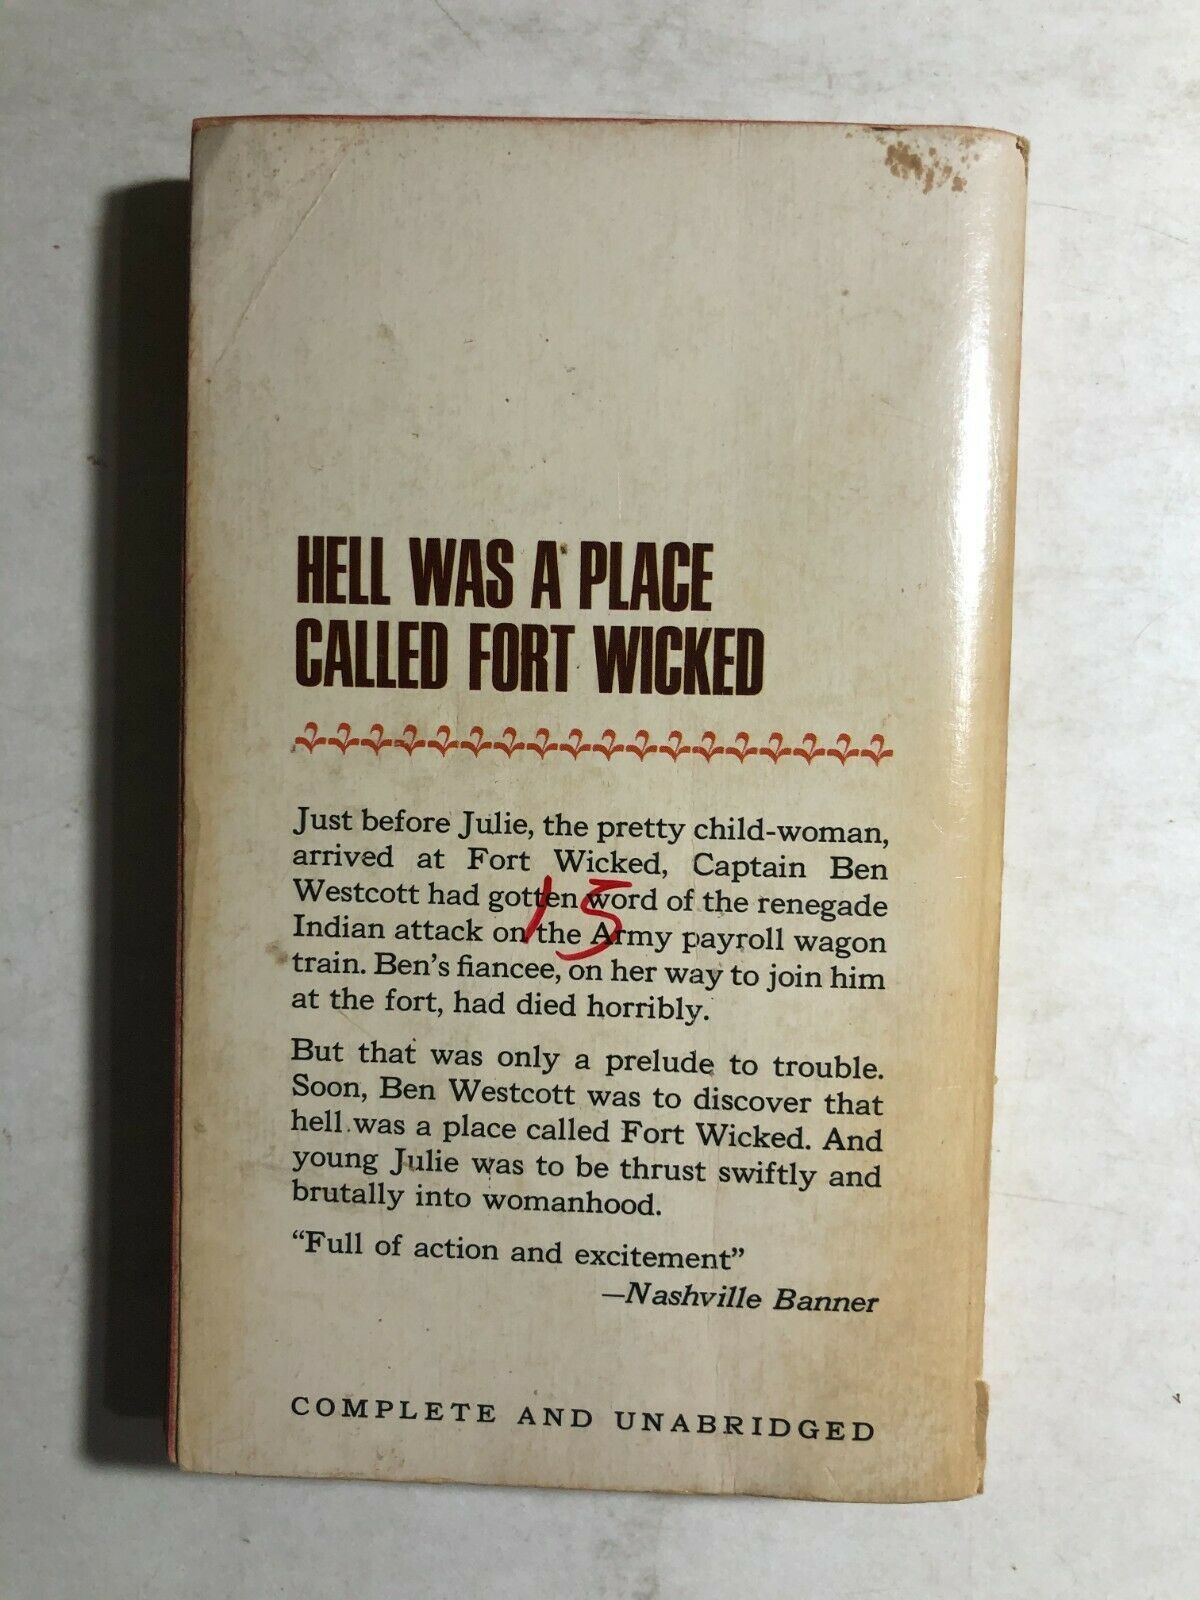 HELL WAS A PLACE
CALLED FORT WICKED
Just before Julie, the pretty child-woman,
arrived at Fort Wicked, Captain Ben
Westcott had gotten word of the renegade
15
Indian attack on the Army payroll wagon
train. Ben's fiancee, on her way to join him
at the fort, had died horribly.
But that was only a prelude to trouble.
Soon, Ben Westcott was to discover that
hell was a place called Fort Wicked. And
young Julie was to be thrust swiftly and
brutally into womanhood.
"Full of action and excitement"
—Nashville Banner
COMPLETE AND UNABRIDGED